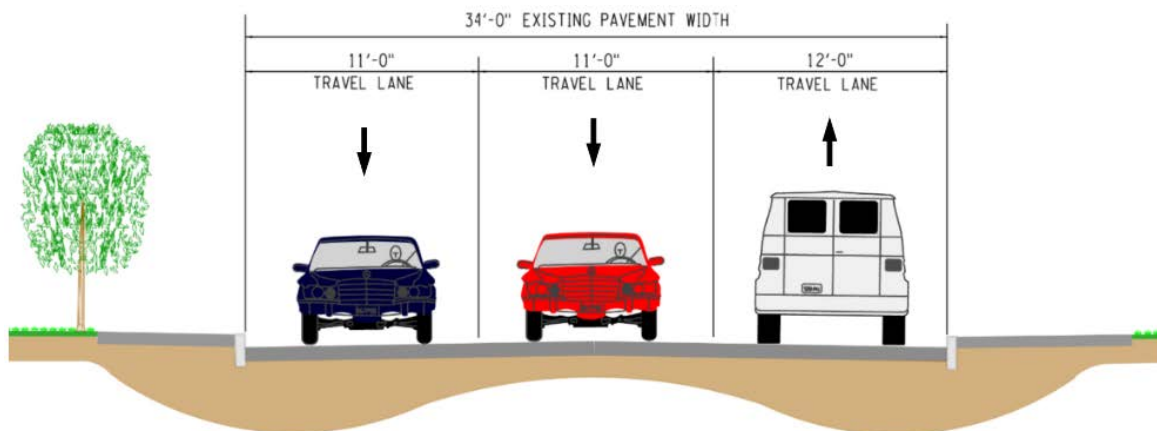 34'-0" EXISTING PAVEMENT WIDTH
11'-0"
TRAVEL LANE
11'-0"
TRAVEL LANE
12'-0"
TRAVEL LANE